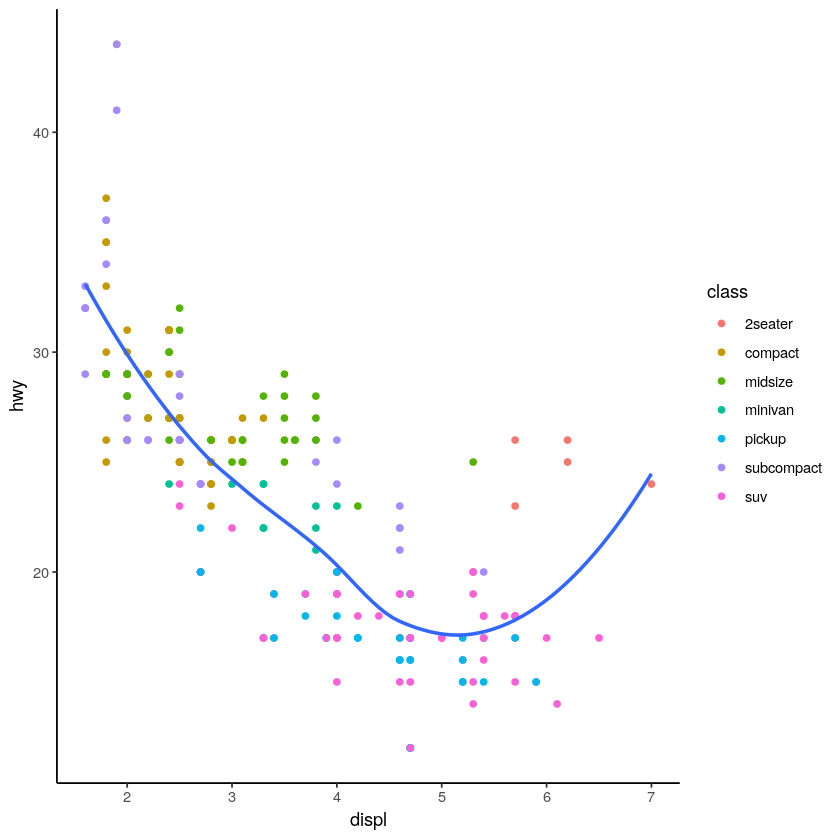 hwy
40
30
20
2
3
4
5
6
7
displ
class
2seater
compact
midsize
minivan
pickup
subcompact
suv